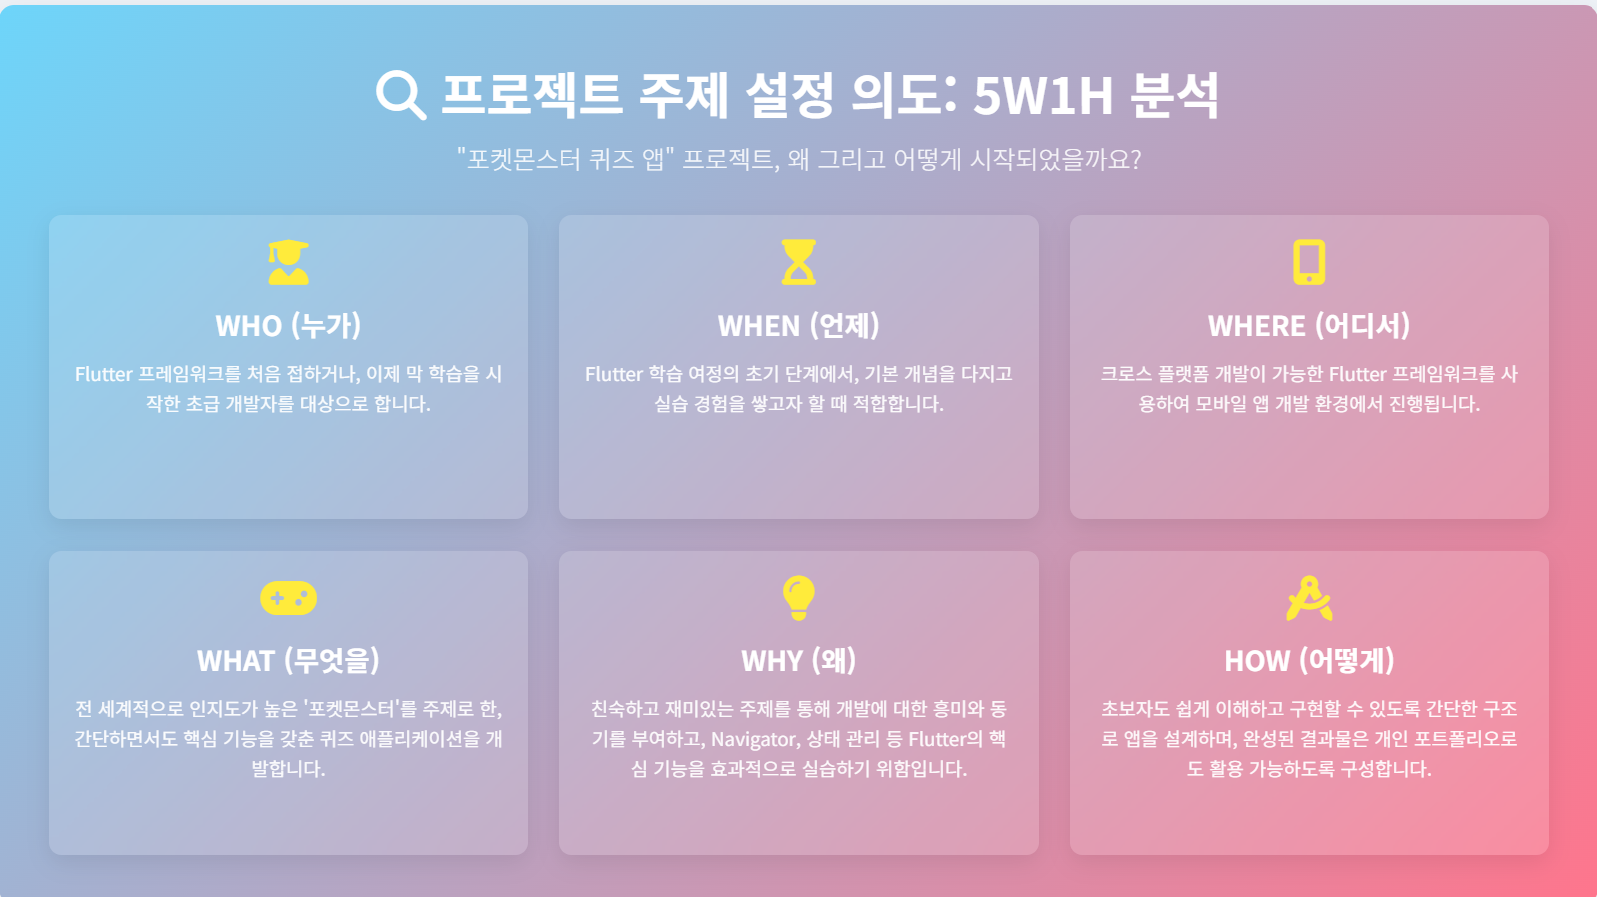 프로젝트 주제 설정 의도: 5W1H 분석
"포켓몬스터 퀴즈 앱" 프로젝트, 왜 그리고 어떻게 시작되었을까요?
WHO (누가)
Flutter 프레임워크를 처음 접하거나, 이제 막 학습을 시
작한 초급 개발자를 대상으로 합니다.
WHEN (언제)
Flutter 학습 여정의 초기 단계에서, 기본 개념을 다지고
실습 경험을 쌓고자 할 때 적합합니다.
WHERE (어디서)
크로스 플랫폼 개발이 가능한 Flutter 프레임워크를 사
용하여 모바일 앱 개발 환경에서 진행됩니다.
WHAT (무엇을)
전 세계적으로 인지도가 높은 '포켓몬스터'를 주제로 한,
간단하면서도 핵심 기능을 갖춘 퀴즈 애플리케이션을 개
발합니다.
WHY (왜)
친숙하고 재미있는 주제를 통해 개발에 대한 흥미와 동
기를 부여하고, Navigator, 상태 관리 등 Flutter의 핵
심 기능을 효과적으로 실습하기 위함입니다.
HOW (어떻게)
초보자도 쉽게 이해하고 구현할 수 있도록 간단한 구조
로 앱을 설계하며, 완성된 결과물은 개인 포트폴리오로
도 활용 가능하도록 구성합니다.